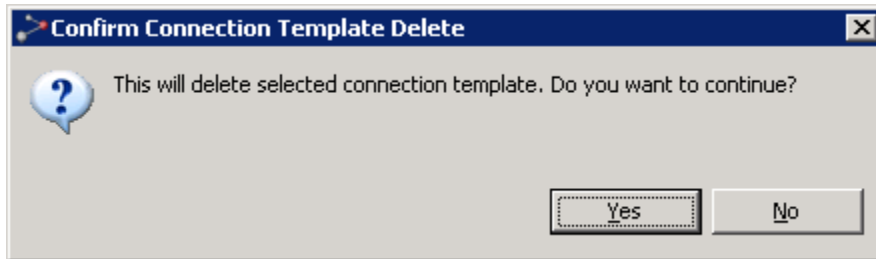 Confirm Connection Template Delete
This will delete selected connection template. Do you want to continue?
Yes No